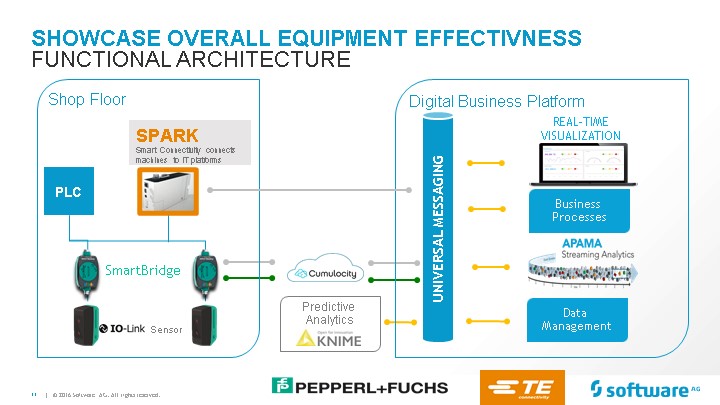 SHOWCASE OVERALL EQUIPMENT EFFECTIVNESS
FUNCTIONAL ARCHITECTURE
Shop Floor
SPARK
Smart Connectivity connects
machines to IT platforms
PLC
SmartBridge
IO-Link Sensor
Cumulocity
Predictive
Analytics
KNIME
Digital Business Platform
UNIVERSAL MESSAGING
REAL-TIME
VISUALIZATION
Business
Processes
APAMA
Streaming Analytics
Data
Management
11 | © 2016 Software AG. All rights reserved.
PEPPERL+FUCHS
TE
connectivity
software AG